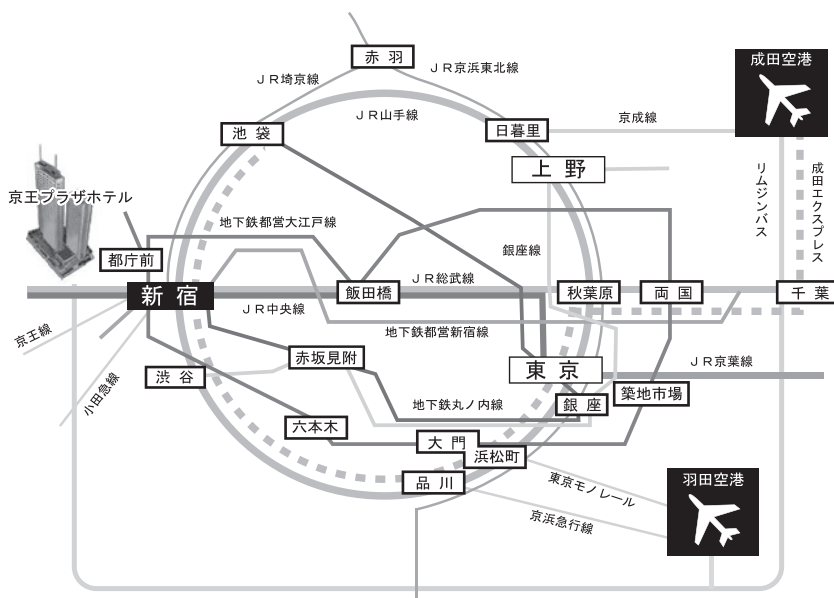 赤羽
JR埼京線
JR京浜東北線
成田空港
JR山手線
池袋
日暮里
京成線
上野
リムジンバス
成田エクスプレス
京王プラザホテル
地下鉄都営大江戸線
銀座線
都庁前
JR総武線
新宿
飯田橋
秋葉原
両国
千葉
JR中央線
京王線
地下鉄都営新宿線
赤坂見附
東京
JR京葉線
渋谷
小田急線
築地市場
地下鉄丸ノ内線
銀座
六本木
大門
浜松町
品川
東京モノレール
羽田空港
京浜急行線